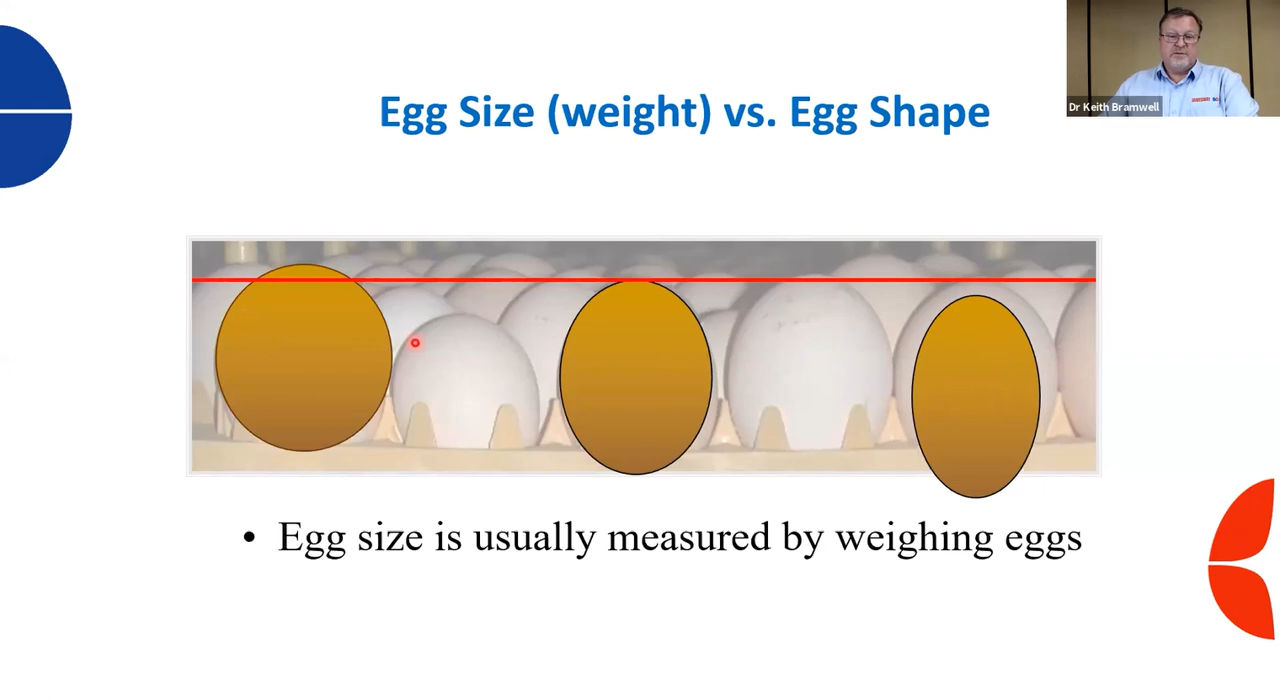 Egg Size (weight) vs. Egg Shape
Dr Keith Bramwell
• Egg size is usually measured by weighing eggs